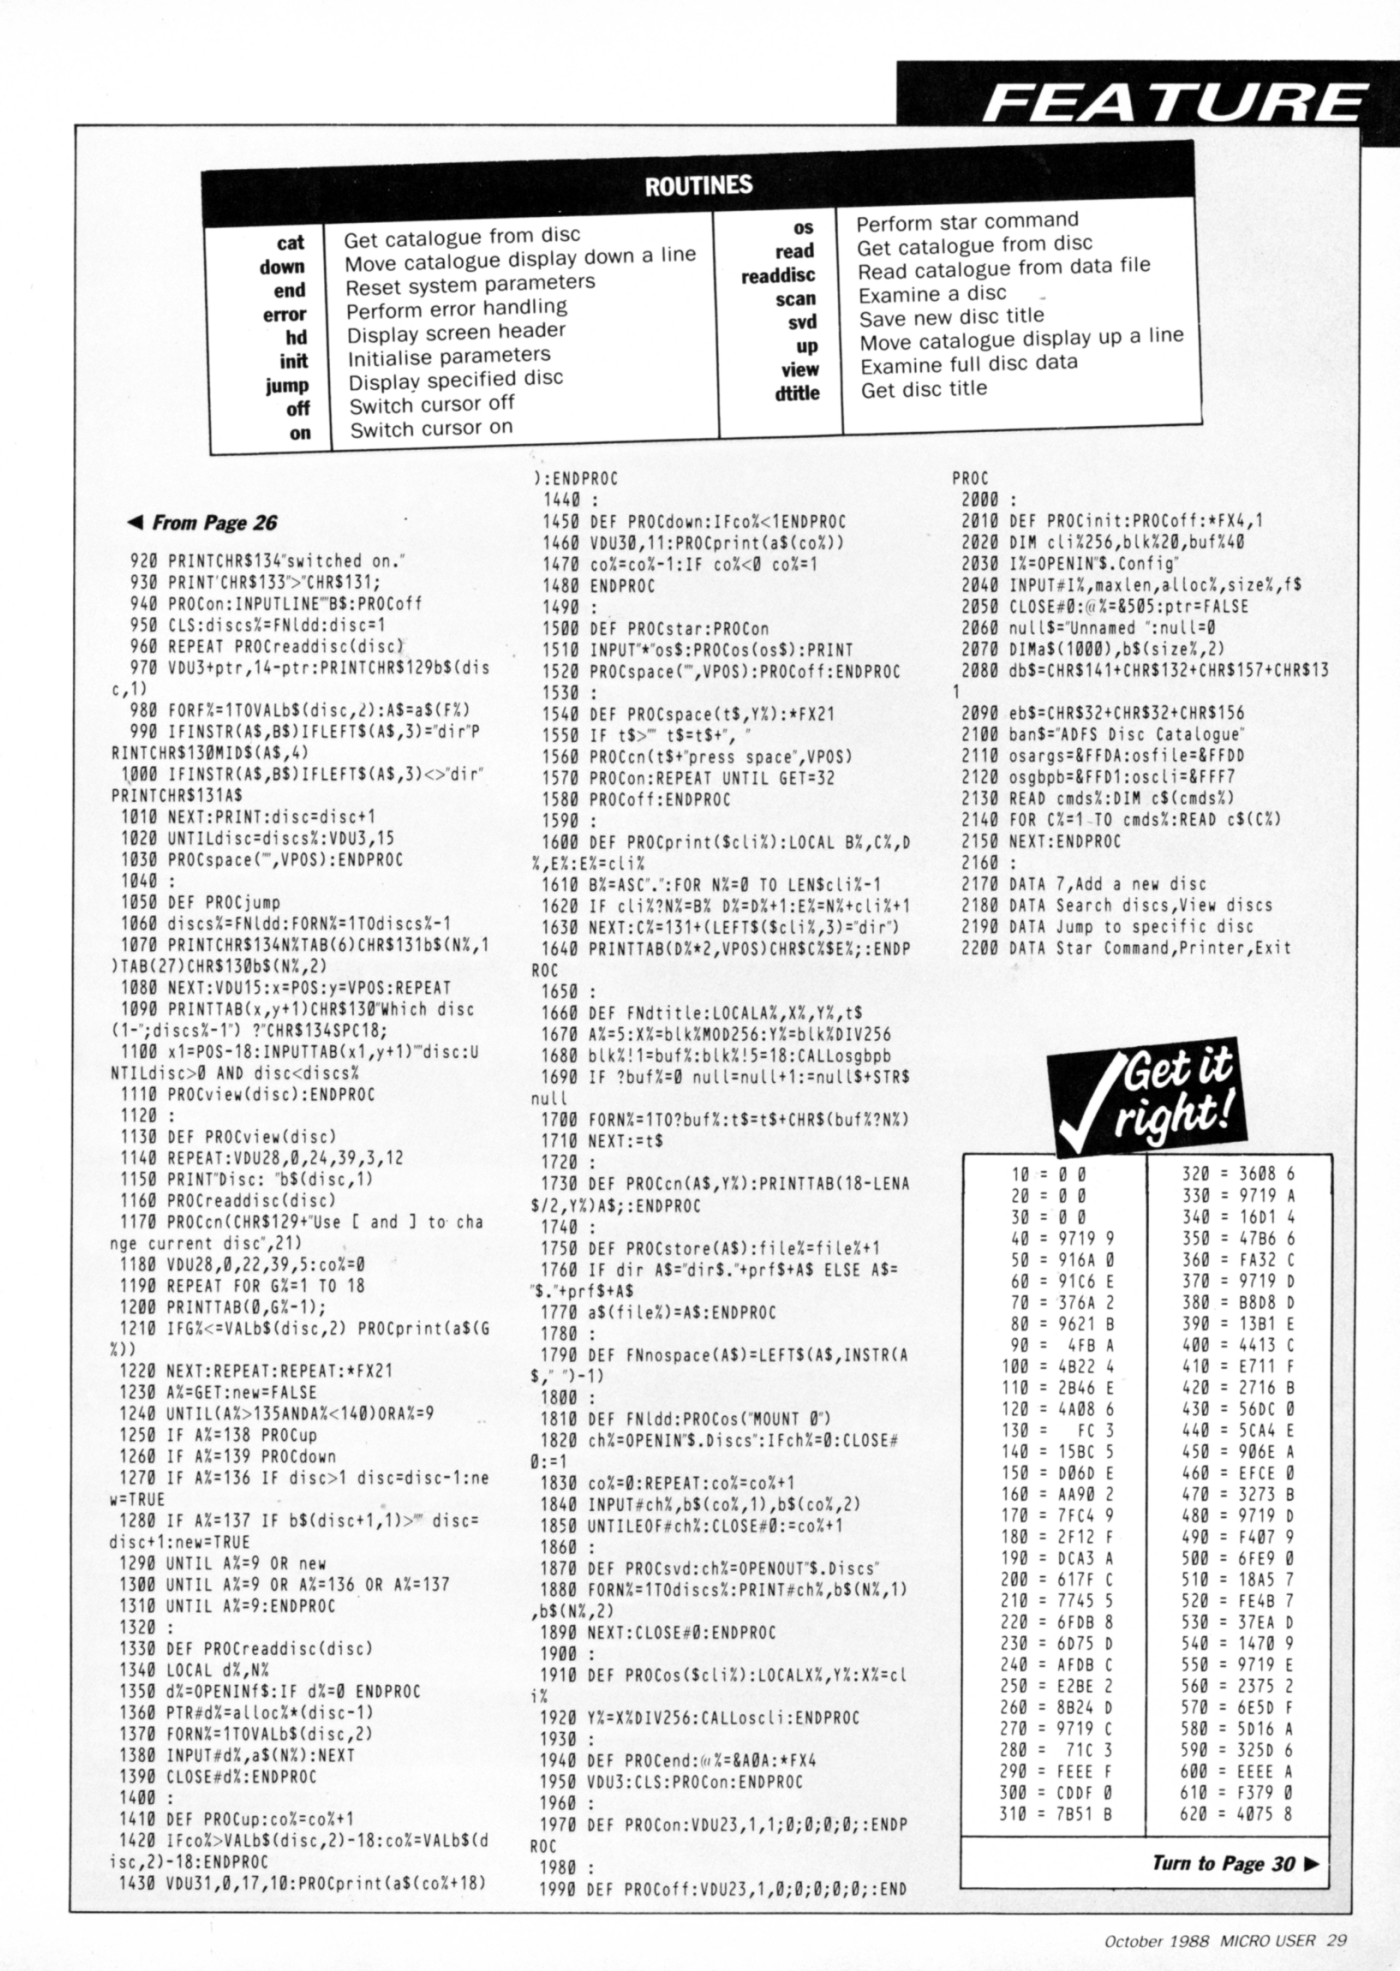 FEATURE
ROUTINES
cat Get catalogue from disc
down Move catalogue display down a line
end Reset system parameters
error Perform error handling
hd Display screen header
init Initialise parameters
jump Display specified disc
off Switch cursor off
on Switch cursor on
os Perform star command
read Get catalogue from disc
readdisc Read catalogue from data file
scan Examine a disc
svd Save new disc title
up Move catalogue display up a line
view Examine full disc data
dtitle Get disc title
◀ From Page 26
920 PRINTCHR$134"switched on."
930 PRINT'CHR$133">"CHR$131;
940 PROCon:INPUTLINE""B$:PROCoff
950 CLS:discs%=FNldd:disc=1
960 REPEAT PROCreaddisc(disc)
970 VDU3+ptr,14-ptr:PRINTCHR$129b$(dis
c,1)
980 FORF%=1TOVALb$(disc,2):A$=a$(F%)
990 IFINSTR(A$,B$)IFLEFT$(A$,3)="dir"P
RINTCHR$130MID$(A$,4)
1000 IFINSTR(A$,B$)IFLEFT$(A$,3)<>"dir"
PRINTCHR$131A$
1010 NEXT:PRINT:disc=disc+1
1020 UNTILdisc=discs%:VDU3,15
1030 PROCspace("",VPOS):ENDPROC
1040 :
1050 DEF PROCjump
1060 discs%=FNldd:FORN%=1TOdiscs%-1
1070 PRINTCHR$134N%TAB(6)CHR$131b$(N%,1
)TAB(27)CHR$130b$(N%,2)
1080 NEXT:VDU15:x=POS:y=VPOS:REPEAT
1090 PRINTTAB(x,y+1)CHR$130"Which disc
(1-";discs%-1") ?"CHR$134SPC18;
1100 x1=POS-18:INPUTTAB(x1,y+1)""disc:U
NTILdisc>0 AND disc<discs%
1110 PROCview(disc):ENDPROC
1120 :
1130 DEF PROCview(disc)
1140 REPEAT:VDU28,0,24,39,3,12
1150 PRINT"Disc: "b$(disc,1)
1160 PROCreaddisc(disc)
1170 PROCcn(CHR$129+"Use [ and ] to cha
nge current disc",21)
1180 VDU28,0,22,39,5:co%=0
1190 REPEAT FOR G%=1 TO 18
1200 PRINTTAB(0,G%-1);
1210 IFG%<=VALb$(disc,2) PROCprint(a$(G
%))
1220 NEXT:REPEAT:REPEAT:*FX21
1230 A%=GET:new=FALSE
1240 UNTIL(A%>135ANDA%<140)ORA%=9
1250 IF A%=138 PROCup
1260 IF A%=139 PROCdown
1270 IF A%=136 IF disc>1 disc=disc-1:ne
w=TRUE
1280 IF A%=137 IF b$(disc+1,1)>"" disc=
disc+1:new=TRUE
1290 UNTIL A%=9 OR new
1300 UNTIL A%=9 OR A%=136 OR A%=137
1310 UNTIL A%=9:ENDPROC
1320 :
1330 DEF PROCreaddisc(disc)
1340 LOCAL d%,N%
1350 d%=OPENINf$:IF d%=0 ENDPROC
1360 PTR#d%=alloc%*(disc-1)
1370 FORN%=1TOVALb$(disc,2)
1380 INPUT#d%,a$(N%):NEXT
1390 CLOSE#d%:ENDPROC
1400 :
1410 DEF PROCup:co%=co%+1
1420 IFco%>VALb$(disc,2)-18:co%=VALb$(d
isc,2)-18:ENDPROC
1430 VDU31,0,17,10:PROCprint(a$(co%+18)
):ENDPROC
1440 :
1450 DEF PROCdown:IFco%<1ENDPROC
1460 VDU30,11:PROCprint(a$(co%))
1470 co%=co%-1:IF co%<0 co%=1
1480 ENDPROC
1490 :
1500 DEF PROCstar:PROCon
1510 INPUT"*"os$:PROCos(os$):PRINT
1520 PROCspace("",VPOS):PROCoff:ENDPROC
1530 :
1540 DEF PROCspace(t$,Y%):*FX21
1550 IF t$>"" t$=t$+", "
1560 PROCcn(t$+"press space",VPOS)
1570 PROCon:REPEAT UNTIL GET=32
1580 PROCoff:ENDPROC
1590 :
1600 DEF PROCprint($cli%):LOCAL B%,C%,D
%,E%:E%=cli%
1610 B%=ASC".":FOR N%=0 TO LEN$cli%-1
1620 IF cli%?N%=B% D%=D%+1:E%=N%+cli%+1
1630 NEXT:C%=131+(LEFT$($cli%,3)="dir")
1640 PRINTTAB(D%*2,VPOS)CHR$C%$E%;:ENDP
ROC
1650 :
1660 DEF FNdtitle:LOCALA%,X%,Y%,t$
1670 A%=5:X%=blk%MOD256:Y%=blk%DIV256
1680 blk%!1=buf%:blk%!5=18:CALLosgbpb
1690 IF ?buf%=0 null=null+1:=null$+STR$
null
1700 FORN%=1TO?buf%:t$=t$+CHR$(buf%?N%)
1710 NEXT:=t$
1720 :
1730 DEF PROCcn(A$,Y%):PRINTTAB(18-LENA
$/2,Y%)A$;:ENDPROC
1740 :
1750 DEF PROCstore(A$):file%=file%+1
1760 IF dir A$="dir$."+prf$+A$ ELSE A$=
"$."+prf$+A$
1770 a$(file%)=A$:ENDPROC
1780 :
1790 DEF FNnospace(A$)=LEFT$(A$,INSTR(A
$," ")-1)
1800 :
1810 DEF FNldd:PROCos("MOUNT 0")
1820 ch%=OPENIN"$.Discs":IFch%=0:CLOSE#
0:=1
1830 co%=0:REPEAT:co%=co%+1
1840 INPUT#ch%,b$(co%,1),b$(co%,2)
1850 UNTILEOF#ch%:CLOSE#0:=co%+1
1860 :
1870 DEF PROCsvd:ch%=OPENOUT"$.Discs"
1880 FORN%=1TOdiscs%:PRINT#ch%,b$(N%,1)
,b$(N%,2)
1890 NEXT:CLOSE#0:ENDPROC
1900 :
1910 DEF PROCos($cli%):LOCALX%,Y%:X%=cl
i%
1920 Y%=X%DIV256:CALLoscli:ENDPROC
1930 :
1940 DEF PROCend:@%=&A0A:*FX4
1950 VDU3:CLS:PROCon:ENDPROC
1960 :
1970 DEF PROCon:VDU23,1,1;0;0;0;0;:ENDP
ROC
1980 :
1990 DEF PROCoff:VDU23,1,0;0;0;0;0;:END
PROC
2000 :
2010 DEF PROCinit:PROCoff:*FX4,1
2020 DIM cli%256,blk%20,buf%40
2030 I%=OPENIN"$.Config"
2040 INPUT#I%,maxlen,alloc%,size%,f$
2050 CLOSE#0:@%=&505:ptr=FALSE
2060 null$="Unnamed ":null=0
2070 DIMa$(1000),b$(size%,2)
2080 db$=CHR$141+CHR$132+CHR$157+CHR$13
1
2090 eb$=CHR$32+CHR$32+CHR$156
2100 ban$="ADFS Disc Catalogue"
2110 osargs=&FFDA:osfile=&FFDD
2120 osgbpb=&FFD1:oscli=&FFF7
2130 READ cmds%:DIM c$(cmds%)
2140 FOR C%=1 TO cmds%:READ c$(C%)
2150 NEXT:ENDPROC
2160 :
2170 DATA 7,Add a new disc
2180 DATA Search discs,View discs
2190 DATA Jump to specific disc
2200 DATA Star Command,Printer,Exit
Get it
right!
10 = 0 0
20 = 0 0
30 = 0 0
40 = 9719 9
50 = 916A 0
60 = 91C6 E
70 = 376A 2
80 = 9621 B
90 = 4FB A
100 = 4B22 4
110 = 2B46 E
120 = 4A08 6
130 = FC 3
140 = 15BC 5
150 = D06D E
160 = AA90 2
170 = 7FC4 9
180 = 2F12 F
190 = DCA3 A
200 = 617F C
210 = 7745 5
220 = 6FDB 8
230 = 6D75 D
240 = AFDB C
250 = E2BE 2
260 = 8B24 D
270 = 9719 C
280 = 71C 3
290 = FEEE F
300 = CDDF 0
310 = 7B51 B
320 = 3608 6
330 = 9719 A
340 = 16D1 4
350 = 47B6 6
360 = FA32 C
370 = 9719 D
380 = B8D8 D
390 = 13B1 E
400 = 4413 C
410 = E711 F
420 = 2716 B
430 = 56DC 0
440 = 5CA4 E
450 = 906E A
460 = EFCE 0
470 = 3273 B
480 = 9719 D
490 = F407 9
500 = 6FE9 0
510 = 18A5 7
520 = FE4B 7
530 = 37EA D
540 = 1470 9
550 = 9719 E
560 = 2375 2
570 = 6E5D F
580 = 5D16 A
590 = 325D 6
600 = EEEE A
610 = F379 0
620 = 4075 8
Turn to Page 30 ▶
October 1988 MICRO USER 29